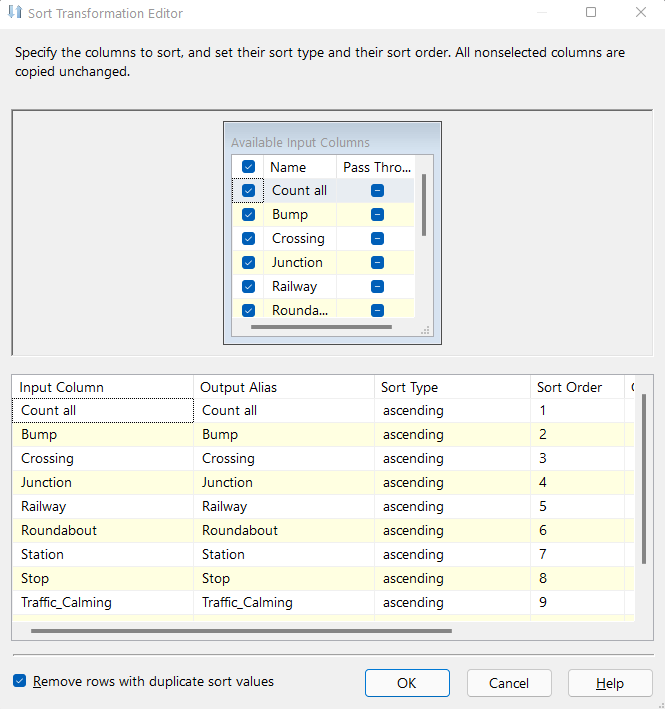 Sort Transformation Editor
Specify the columns to sort, and set their sort type and their sort order. All nonselected columns are
copied unchanged.
Available Input Columns
Name Pass Thro...
Count all
Bump
Crossing
Junction
Railway
Rounda...
Input Column Output Alias Sort Type Sort Order
Count all Count all ascending 1
Bump Bump ascending 2
Crossing Crossing ascending 3
Junction Junction ascending 4
Railway Railway ascending 5
Roundabout Roundabout ascending 6
Station Station ascending 7
Stop Stop ascending 8
Traffic_Calming Traffic_Calming ascending 9
Remove rows with duplicate sort values OK Cancel Help